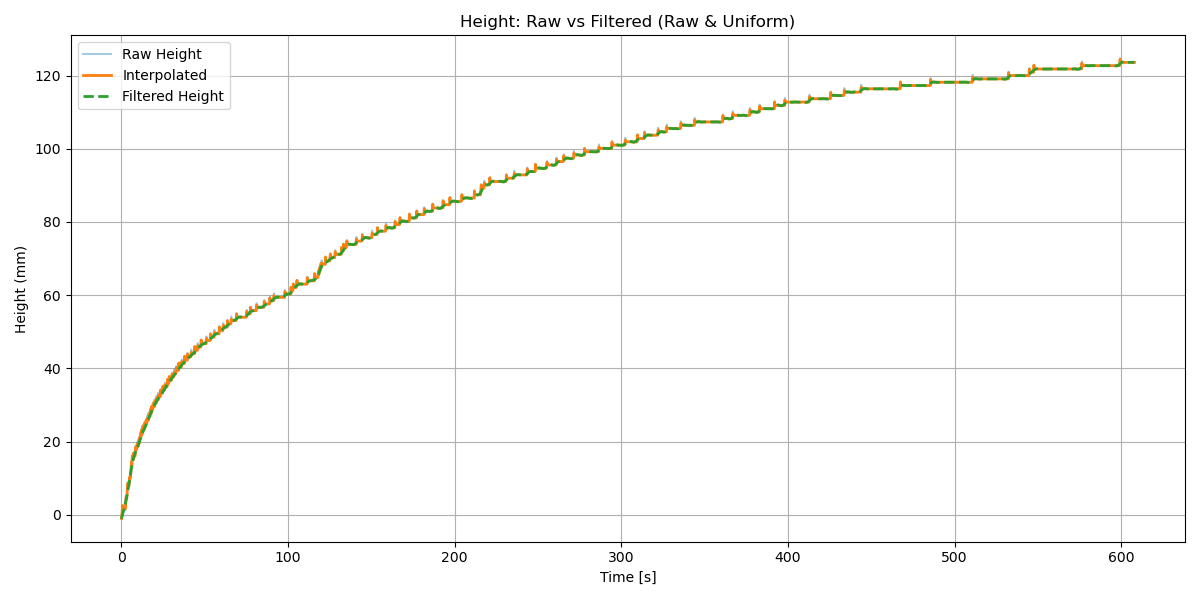 Height: Raw vs Filtered (Raw & Uniform)
Raw Height
Interpolated
Filtered Height
Height (mm)
120
100
80
60
40
20
0
0 100 200 300 400 500 600
Time [s]